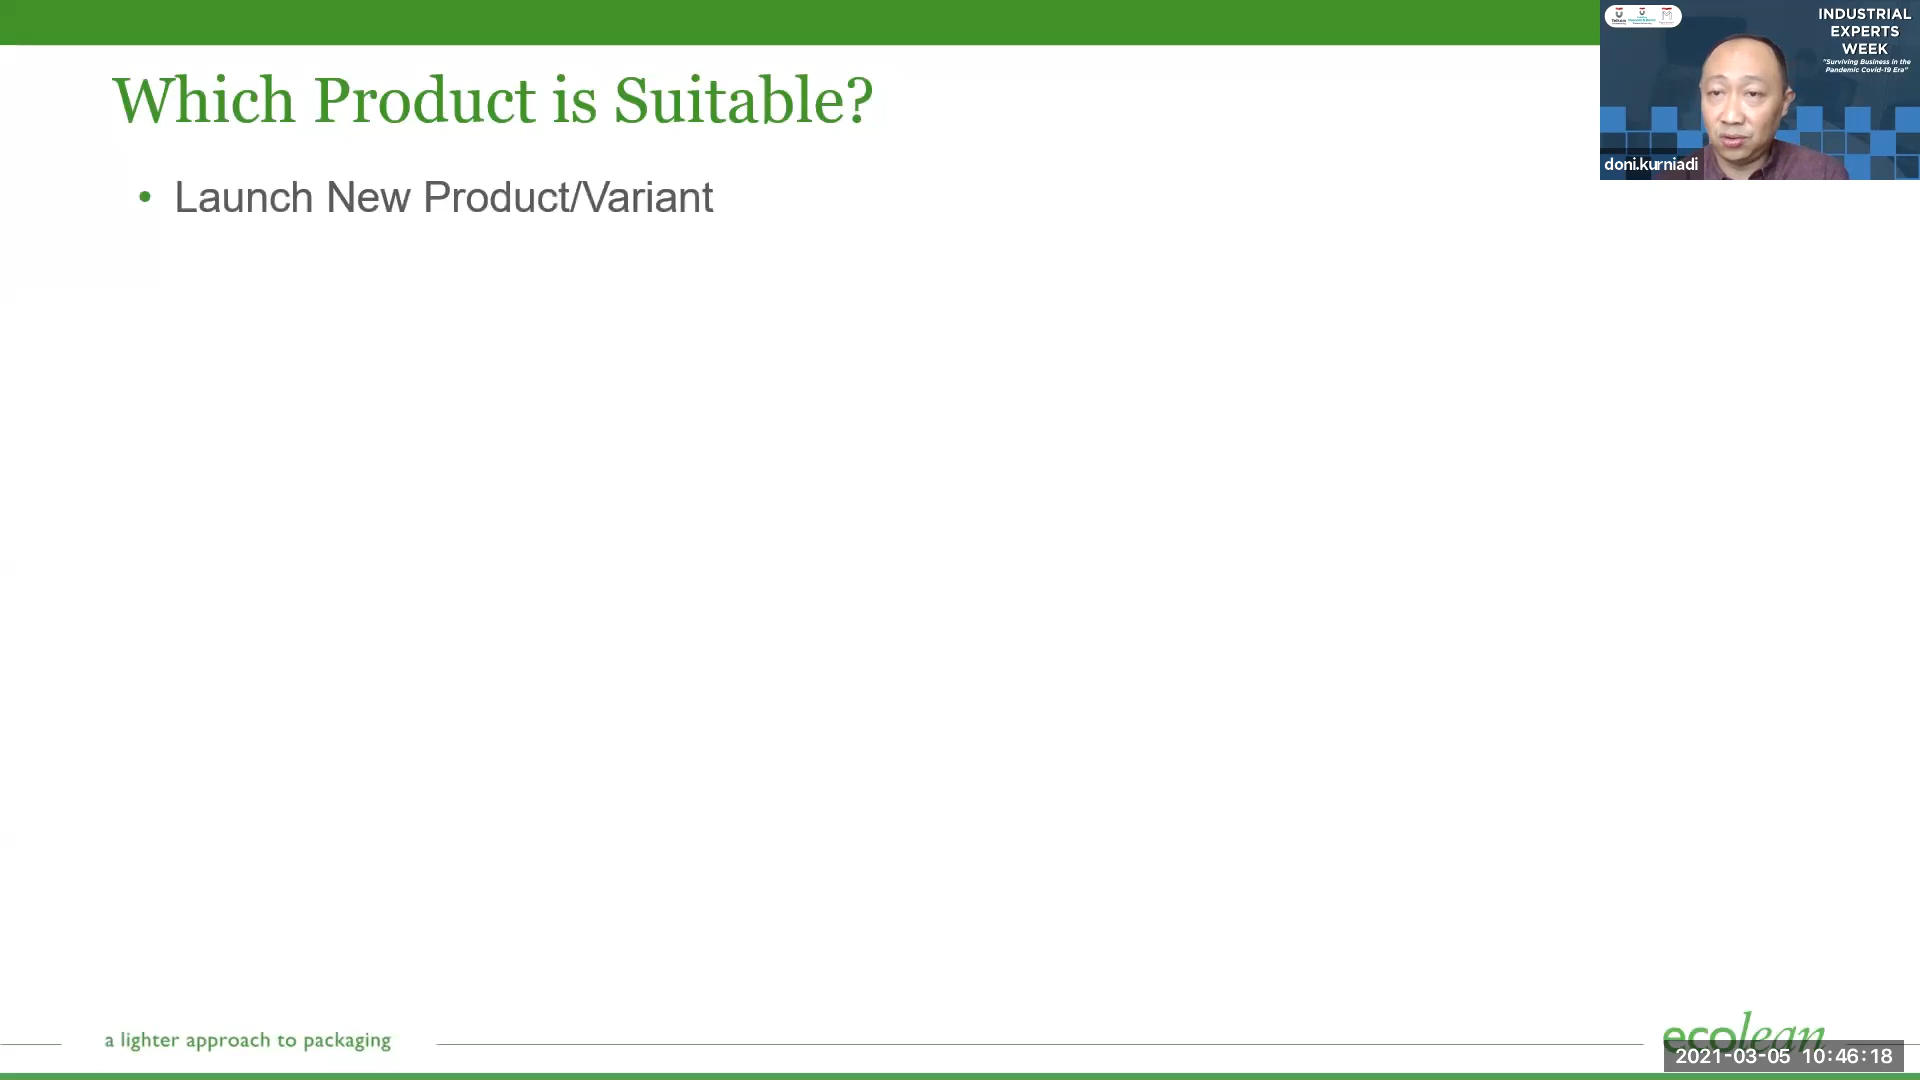 INDUSTRIAL
EXPERTS
WEEK
"Surviving Business in the
Pandemic Covid-19 Era"
doni.kurniadi
Which Product is Suitable?
• Launch New Product/Variant
a lighter approach to packaging
ecolean
2021-03-05 10:46:18